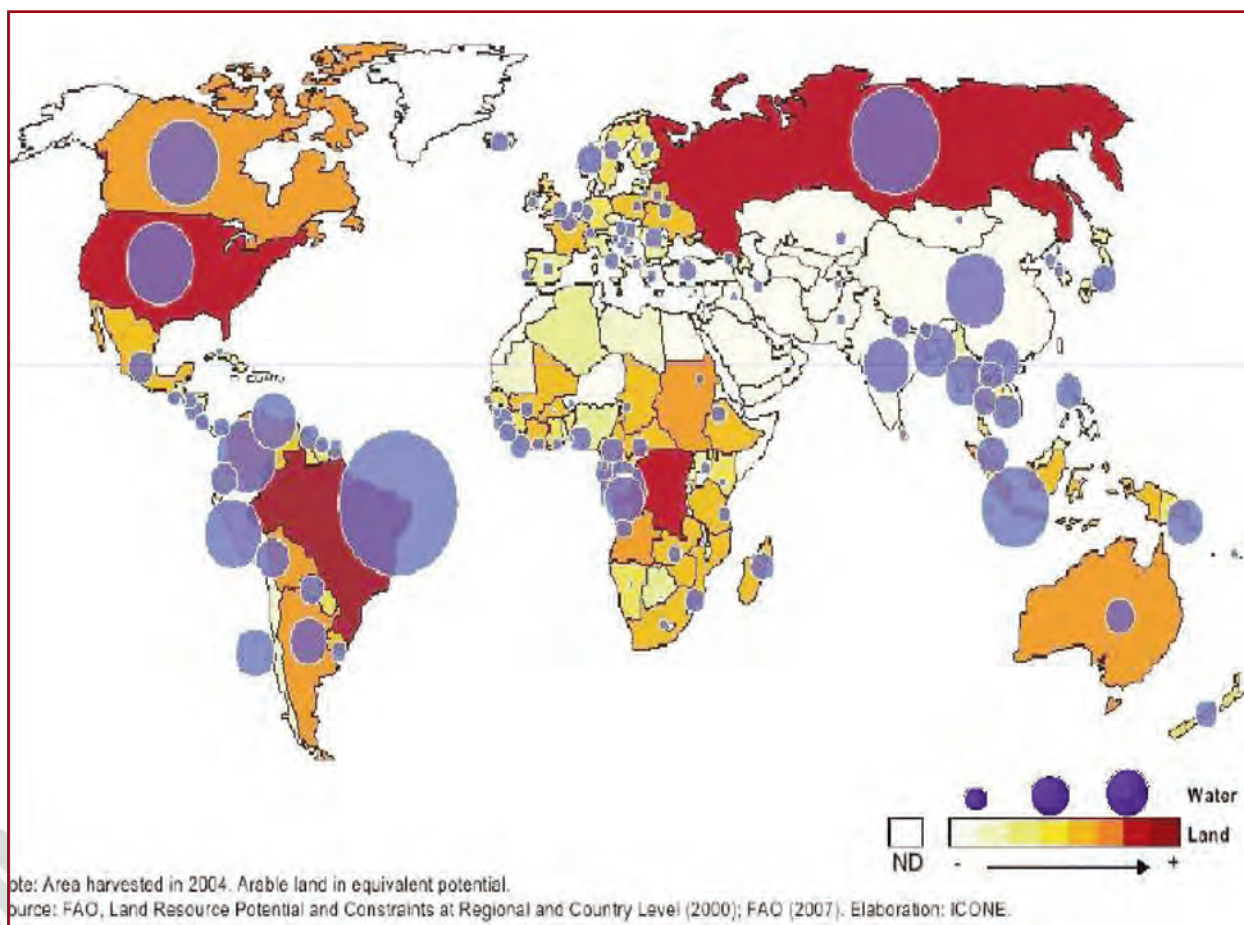 Water
Land
ND
- +
ote: Area harvested in 2004. Arable land in equivalent potential.
ource: FAO, Land Resource Potential and Constraints at Regional and Country Level (2000); FAO (2007). Elaboration: ICONE.